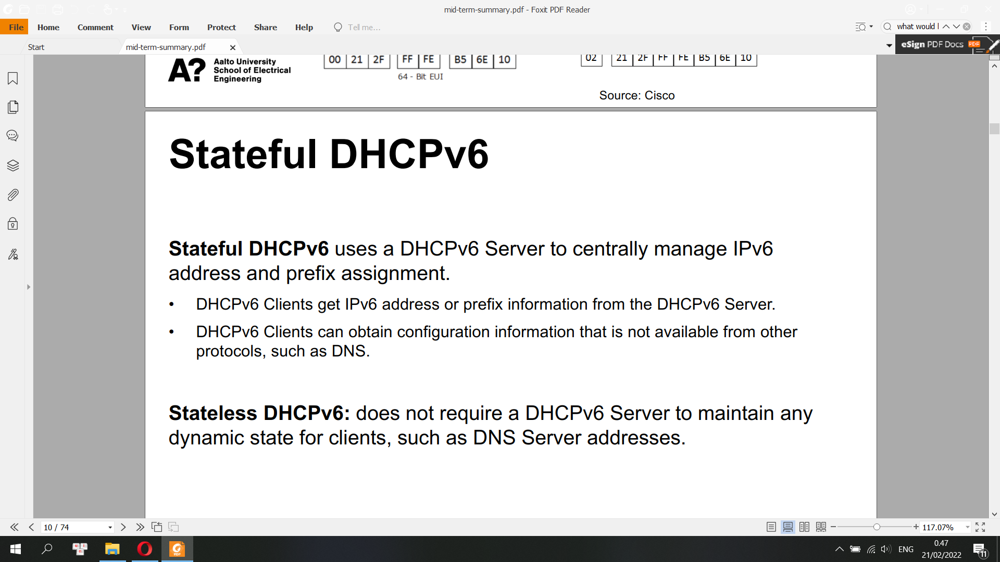 mid-term-summary.pdf - Foxit PDF Reader
File Home Comment View Form Protect Share Help Tell me...
what would l
Start mid-term-summary.pdf
eSign PDF Docs PDF
Aalto University
School of Electrical
Engineering
A?
00 21 2F FF FE B5 6E 10
02 21 2F FF FE B5 6E 10
64 - Bit EUI
Source: Cisco
Stateful DHCPv6
Stateful DHCPv6 uses a DHCPv6 Server to centrally manage IPv6
address and prefix assignment.
• DHCPv6 Clients get IPv6 address or prefix information from the DHCPv6 Server.
• DHCPv6 Clients can obtain configuration information that is not available from other
protocols, such as DNS.
Stateless DHCPv6: does not require a DHCPv6 Server to maintain any
dynamic state for clients, such as DNS Server addresses.
10 / 74
117.07%
ENG
0.47
21/02/2022
11